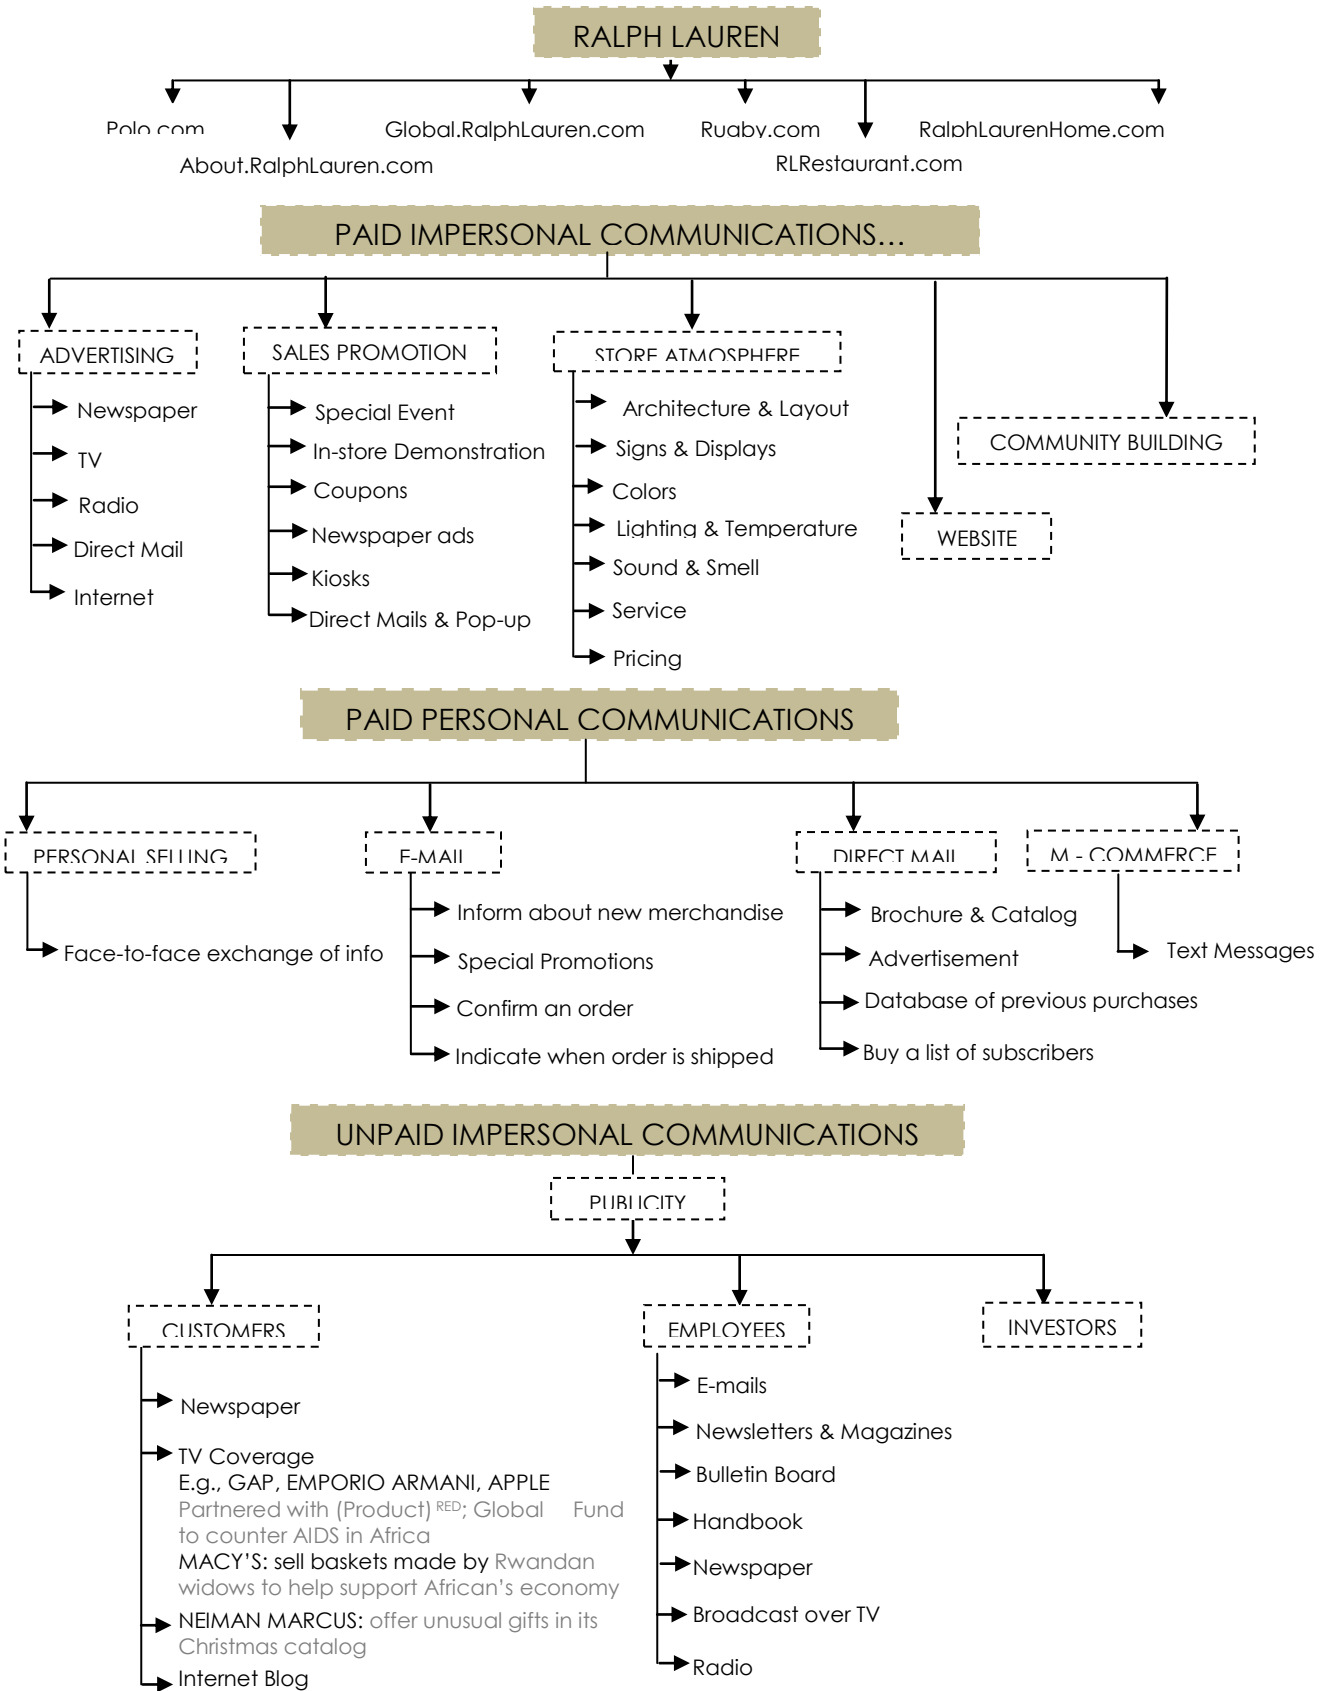 RALPH LAUREN
Polo.com
Global.RalphLauren.com
Rugby.com
RalphLaurenHome.com
About.RalphLauren.com
RLRestaurant.com
PAID IMPERSONAL COMMUNICATIONS…
ADVERTISING
Newspaper
TV
Radio
Direct Mail
Internet
SALES PROMOTION
Special Event
In-store Demonstration
Coupons
Newspaper ads
Kiosks
Direct Mails & Pop-up
STORE ATMOSPHERE
Architecture & Layout
Signs & Displays
Colors
Lighting & Temperature
Sound & Smell
Service
Pricing
WEBSITE
COMMUNITY BUILDING
PAID PERSONAL COMMUNICATIONS
PERSONAL SELLING
Face-to-face exchange of info
E-MAIL
Inform about new merchandise
Special Promotions
Confirm an order
Indicate when order is shipped
DIRECT MAIL
Brochure & Catalog
Advertisement
Database of previous purchases
Buy a list of subscribers
M - COMMERCE
Text Messages
UNPAID IMPERSONAL COMMUNICATIONS
PUBLICITY
CUSTOMERS
Newspaper
TV Coverage
E.g., GAP, EMPORIO ARMANI, APPLE
Partnered with (Product) RED; Global Fund
to counter AIDS in Africa
MACY'S: sell baskets made by Rwandan
widows to help support African's economy
NEIMAN MARCUS: offer unusual gifts in its
Christmas catalog
Internet Blog
EMPLOYEES
E-mails
Newsletters & Magazines
Bulletin Board
Handbook
Newspaper
Broadcast over TV
Radio
INVESTORS